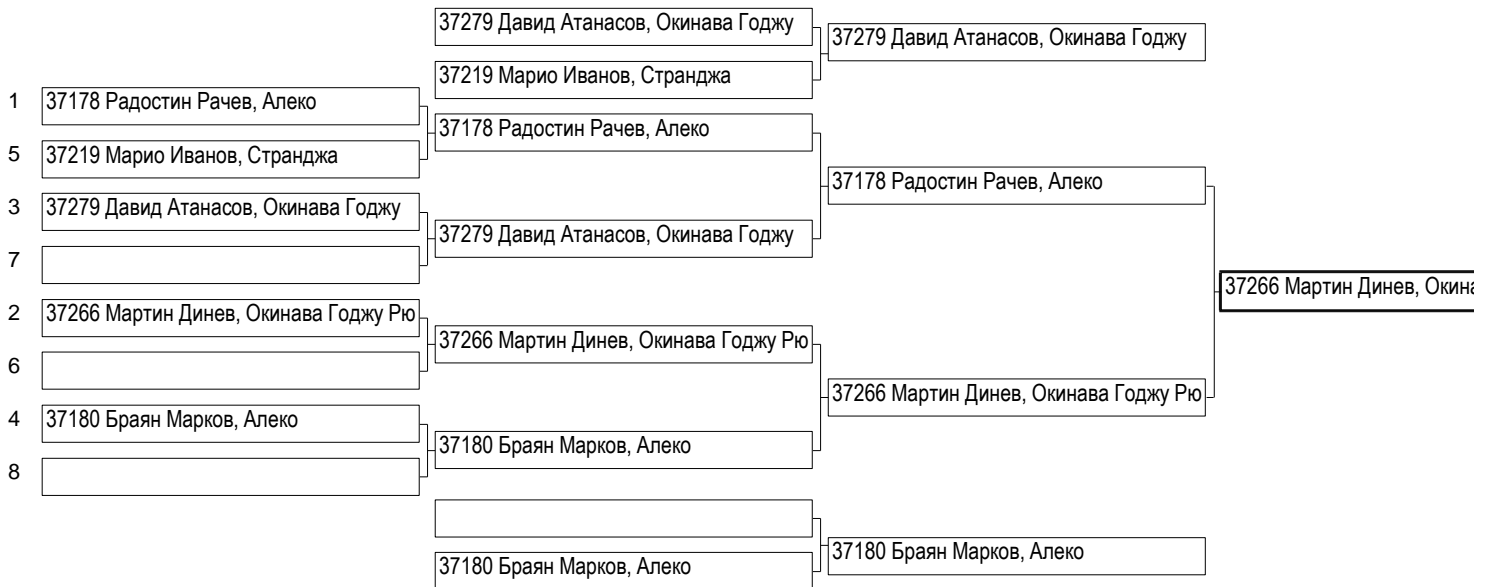 37279 Давид Атанасов, Окинава Годжу
37279 Давид Атанасов, Окинава Годжу
37219 Марио Иванов, Странджа
1 37178 Радостин Рачев, Алеко
37178 Радостин Рачев, Алеко
5 37219 Марио Иванов, Странджа
37178 Радостин Рачев, Алеко
3 37279 Давид Атанасов, Окинава Годжу
37279 Давид Атанасов, Окинава Годжу
7
37266 Мартин Динев, Окина
2 37266 Мартин Динев, Окинава Годжу Рю
37266 Мартин Динев, Окинава Годжу Рю
6
37266 Мартин Динев, Окинава Годжу Рю
4 37180 Браян Марков, Алеко
37180 Браян Марков, Алеко
8
37180 Браян Марков, Алеко
37180 Браян Марков, Алеко